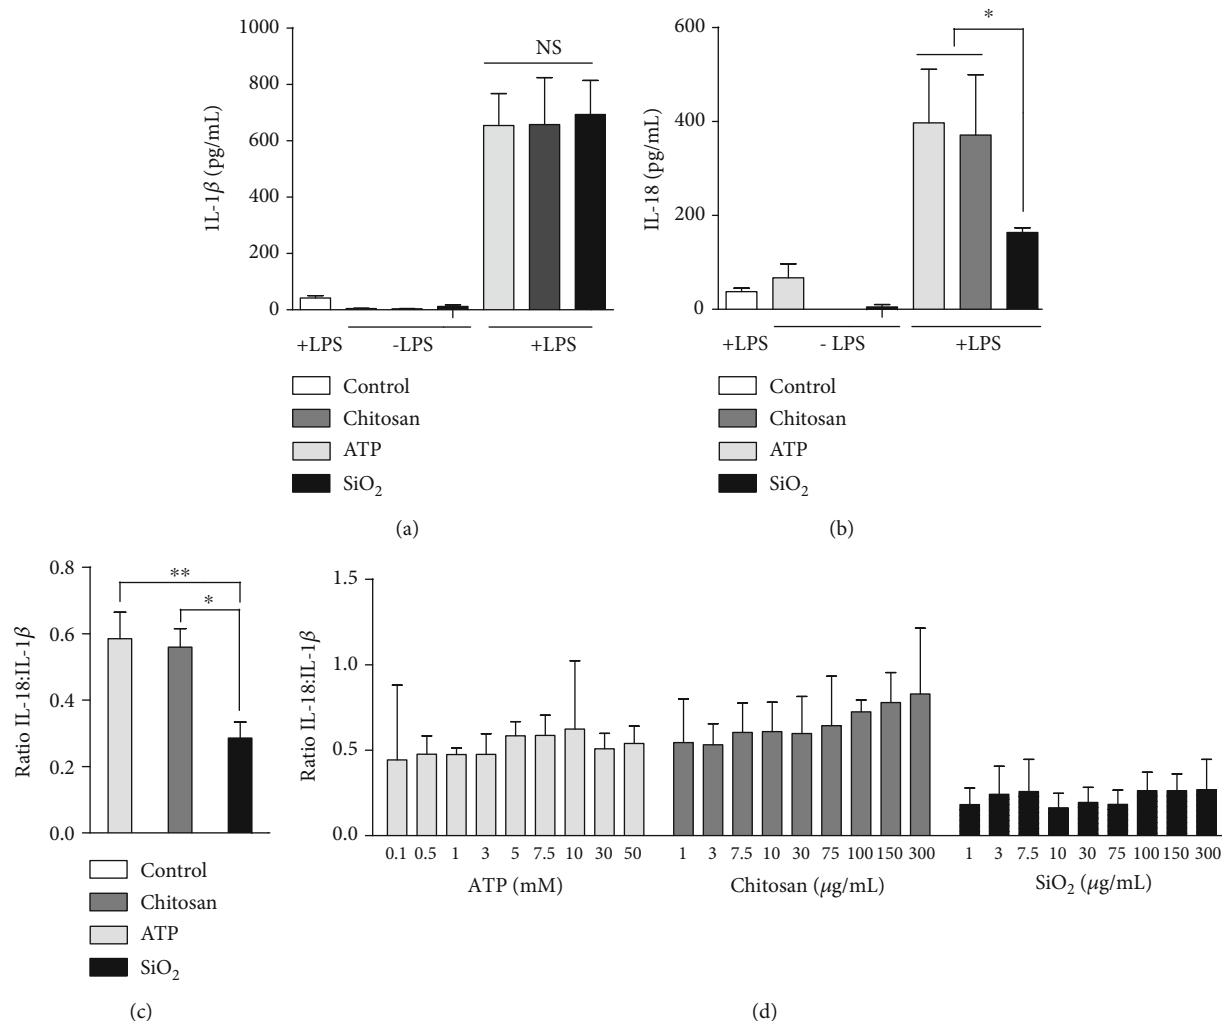 1000
800
600
400
200
0
1L-1β (pg/mL)
NS
+LPS
-LPS
+LPS
Control
Chitosan
ATP
SiO₂
(a)
600
400
200
0
IL-18 (pg/mL)
*
+LPS
- LPS
+LPS
Control
Chitosan
ATP
SiO₂
(b)
0.8
0.6
0.4
0.2
0.0
Ratio IL-18:IL-1β
**
*
Control
Chitosan
ATP
SiO₂
(c)
1.5
1.0
0.5
0.0
Ratio IL-18:IL-1β
0.1 0.5 1 3 5 7.5 10 30 50
ATP (mM)
1 3 7.5 10 30 75 100 150 300
Chitosan (μg/mL)
1 3 7.5 10 30 75 100 150 300
SiO₂ (μg/mL)
(d)